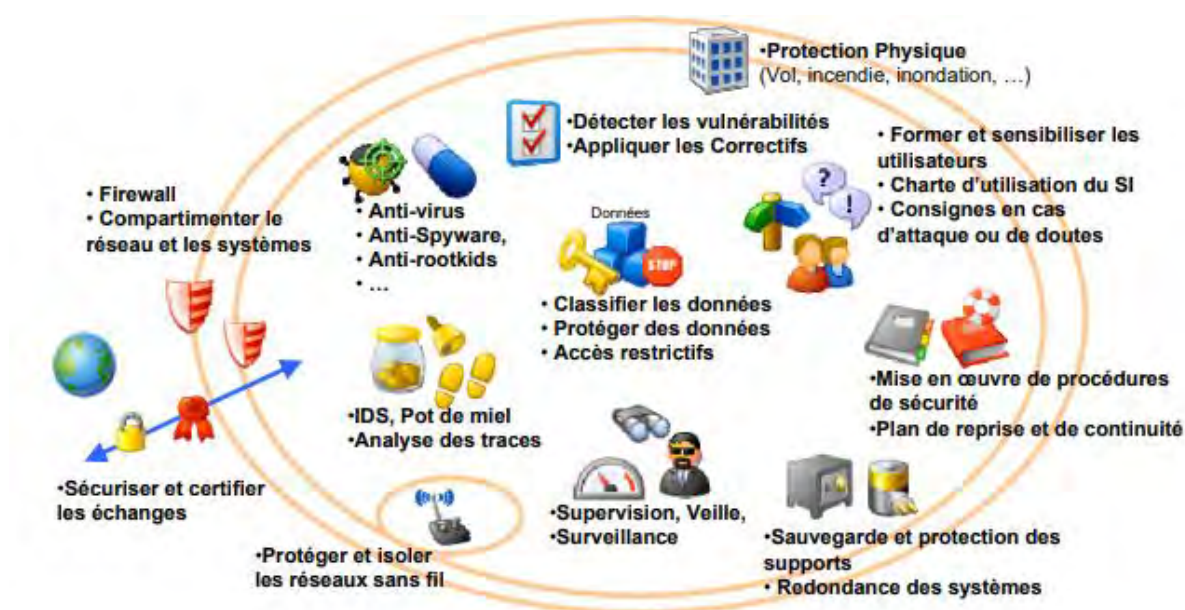 •Protection Physique
(Vol, incendie, inondation, …)
•Détecter les vulnérabilités
•Appliquer les Correctifs
• Former et sensibiliser les
utilisateurs
• Charte d'utilisation du SI
• Consignes en cas
d'attaque ou de doutes
• Firewall
• Compartimenter le
réseau et les systèmes
• Anti-virus
• Anti-Spyware,
• Anti-rootkids
• …
Données
STOP
• Classifier les données
• Protéger des données
• Accès restrictifs
?
!
•IDS, Pot de miel
•Analyse des traces
•Mise en œuvre de procédures
de sécurité
•Plan de reprise et de continuité
•Sécuriser et certifier
les échanges
•Protéger et isoler
les réseaux sans fil
•Supervision, Veille,
•Surveillance
•Sauvegarde et protection des
supports
• Redondance des systèmes